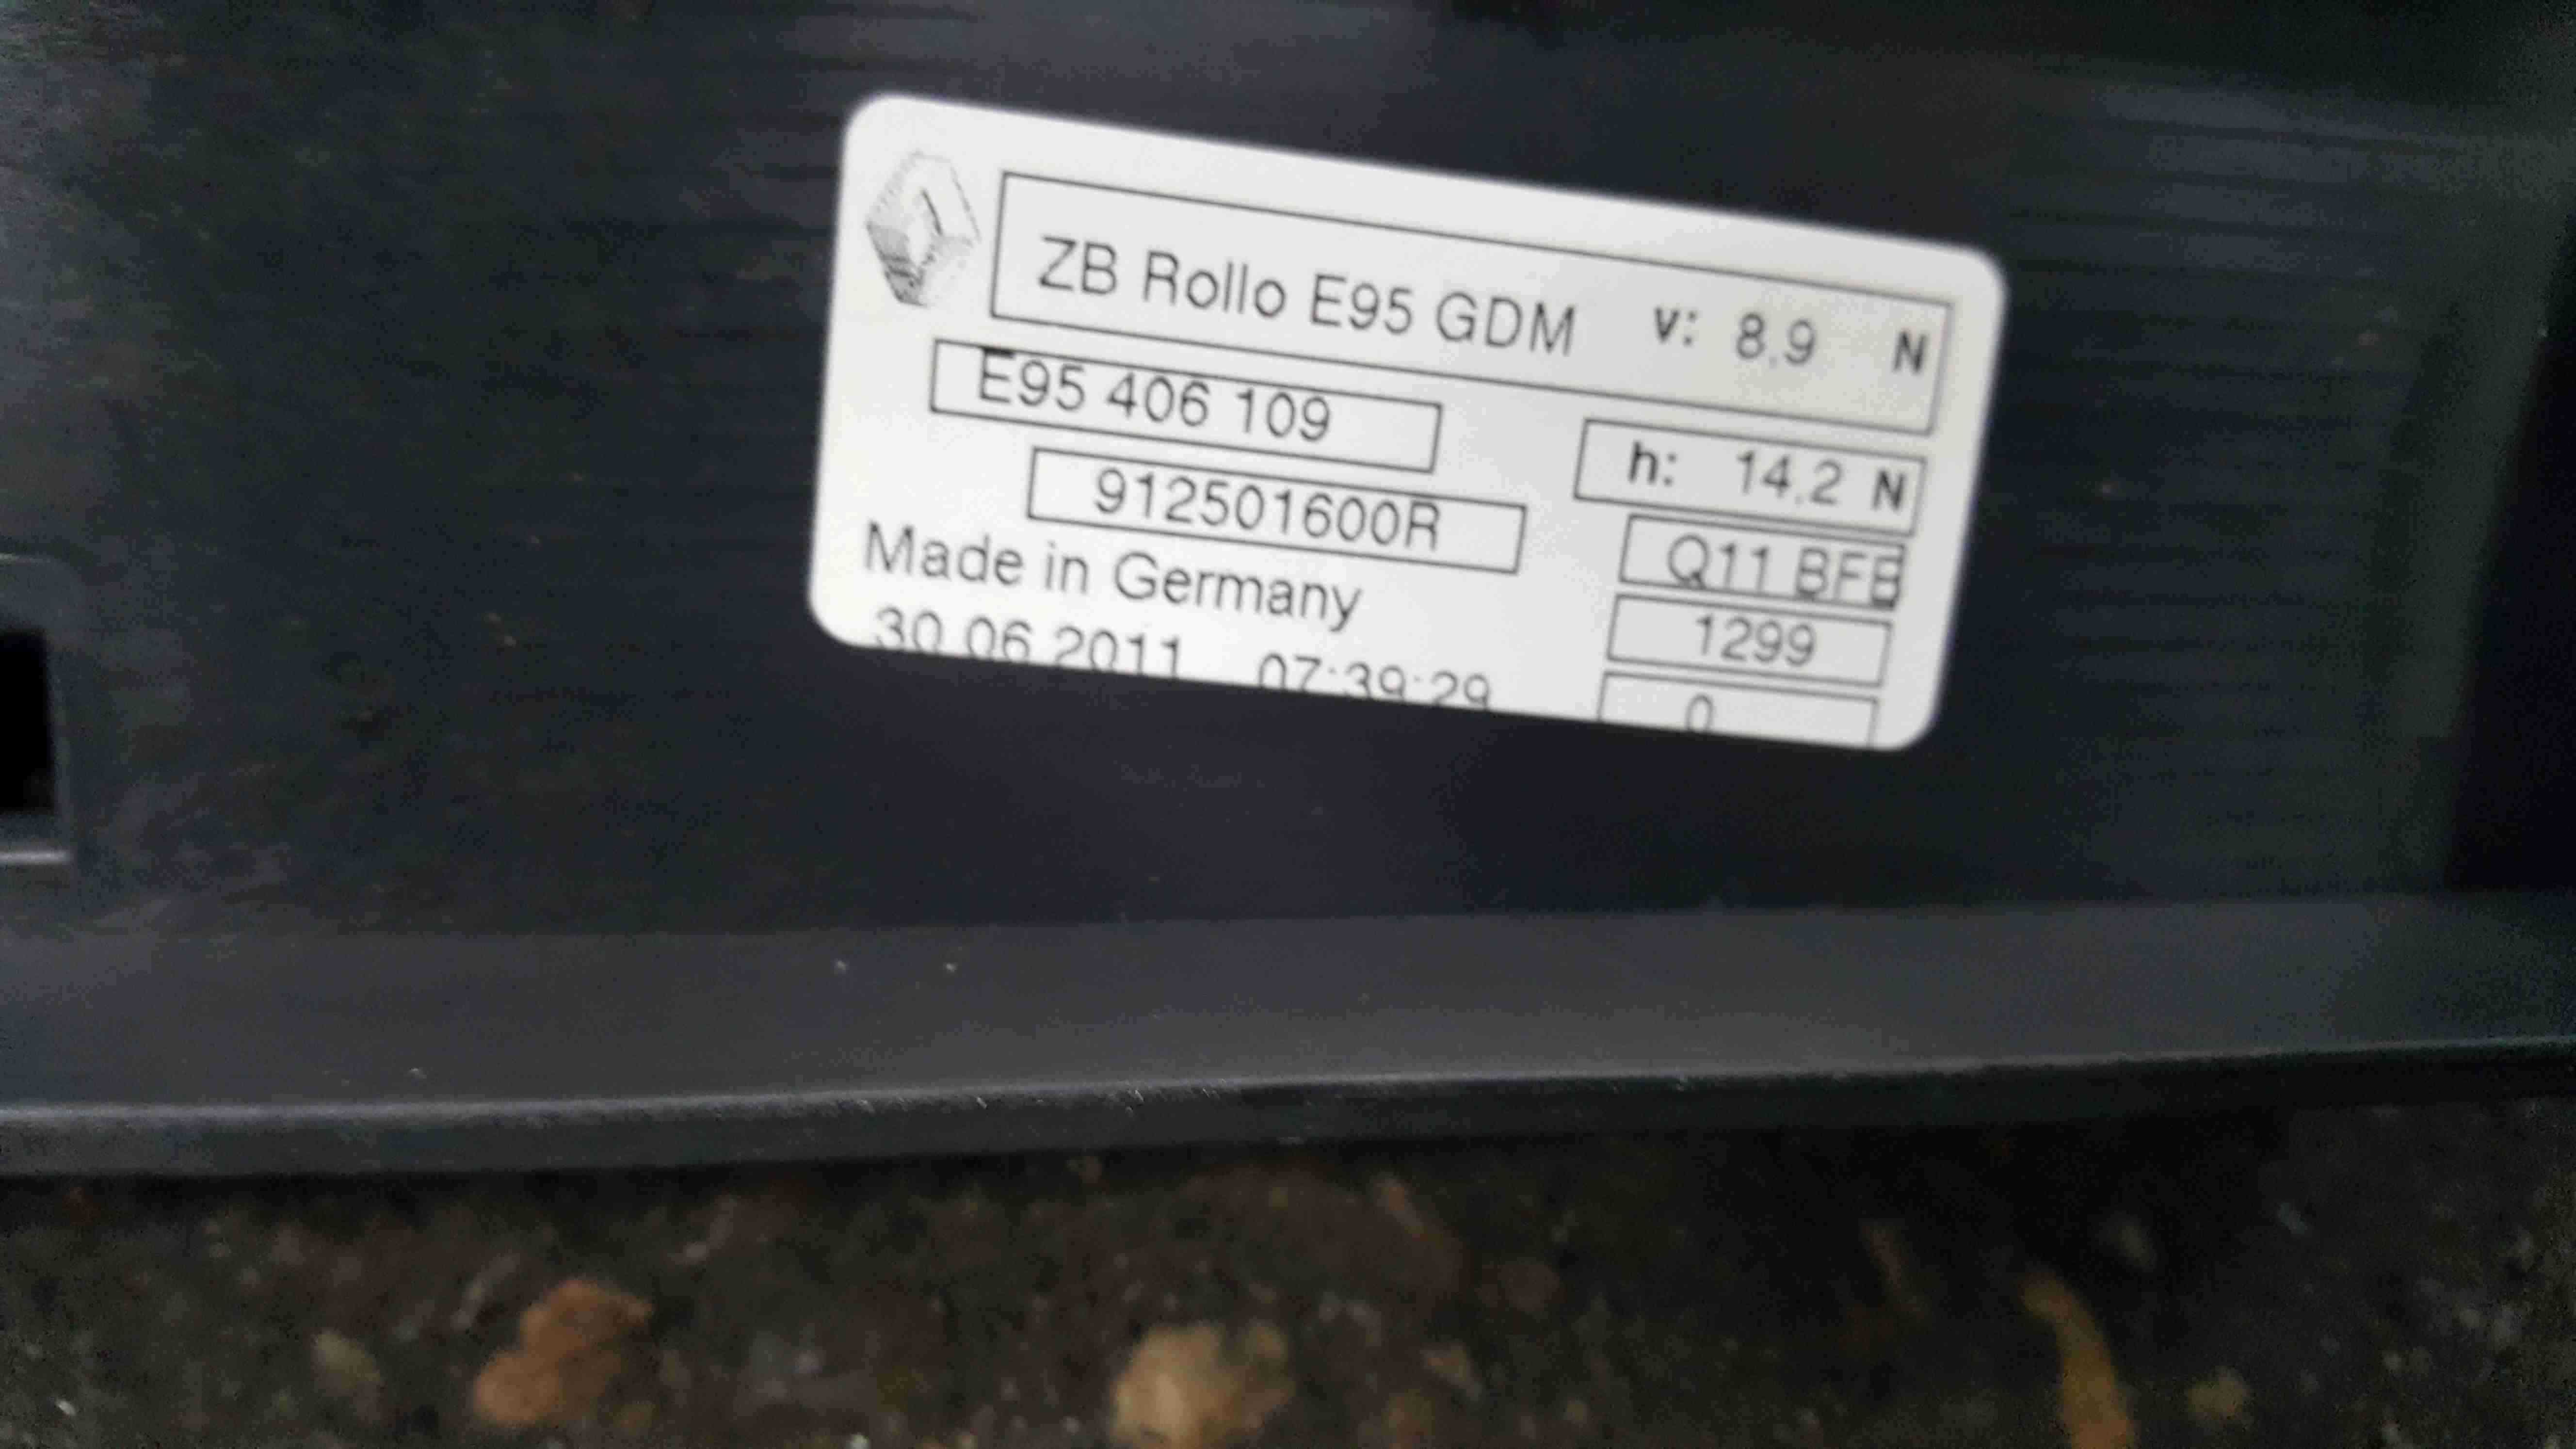 ZB Rollo E95 GDM v: 8,9 N
E95 406 109
h: 14,2 N
912501600R
Q11 BFB
Made in Germany
1299
30 06 2011 07:39:29
0